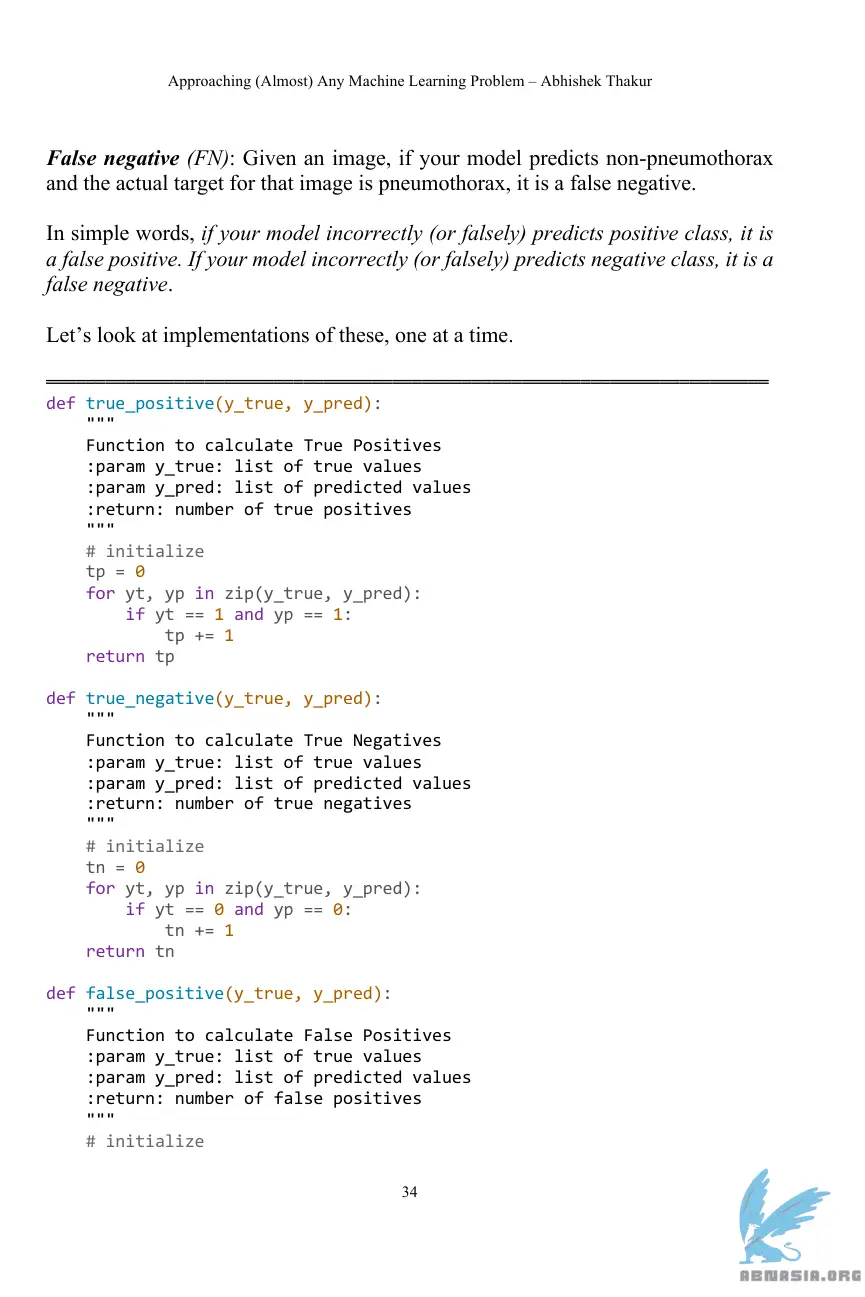 Approaching (Almost) Any Machine Learning Problem – Abhishek Thakur
False negative (FN): Given an image, if your model predicts non-pneumothorax
and the actual target for that image is pneumothorax, it is a false negative.
In simple words, if your model incorrectly (or falsely) predicts positive class, it is
a false positive. If your model incorrectly (or falsely) predicts negative class, it is a
false negative.
Let’s look at implementations of these, one at a time.
def true_positive(y_true, y_pred):
    """
    Function to calculate True Positives
    :param y_true: list of true values
    :param y_pred: list of predicted values
    :return: number of true positives
    """
    # initialize
    tp = 0
    for yt, yp in zip(y_true, y_pred):
        if yt == 1 and yp == 1:
            tp += 1
    return tp
def true_negative(y_true, y_pred):
    """
    Function to calculate True Negatives
    :param y_true: list of true values
    :param y_pred: list of predicted values
    :return: number of true negatives
    """
    # initialize
    tn = 0
    for yt, yp in zip(y_true, y_pred):
        if yt == 0 and yp == 0:
            tn += 1
    return tn
def false_positive(y_true, y_pred):
    """
    Function to calculate False Positives
    :param y_true: list of true values
    :param y_pred: list of predicted values
    :return: number of false positives
    """
    # initialize
34
ABNASIA.ORG